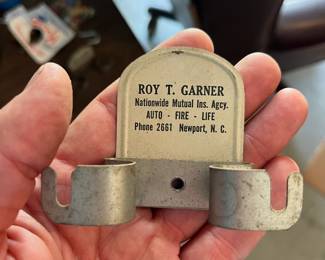 ROY T. GARNER
Nationwide Mutual Ins. Agcy.
AUTO - FIRE - LIFE
Phone 2661 Newport, N. C.